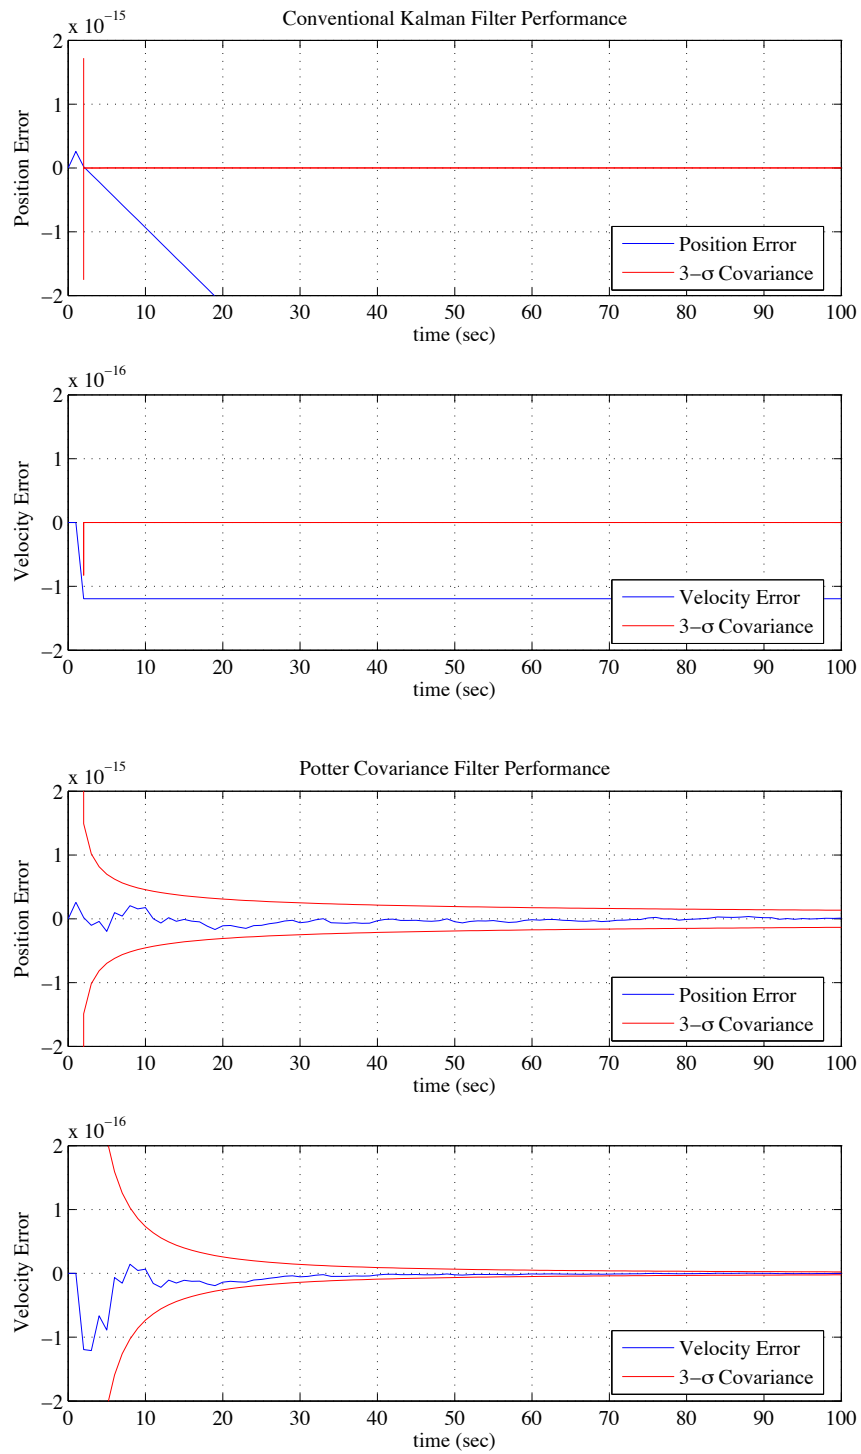 Conventional Kalman Filter Performance
x 10⁻¹⁵
2
1
0
−1
−2
Position Error
0 10 20 30 40 50 60 70 80 90 100
time (sec)
Position Error
3−σ Covariance
x 10⁻¹⁶
2
1
0
−1
−2
Velocity Error
0 10 20 30 40 50 60 70 80 90 100
time (sec)
Velocity Error
3−σ Covariance
Potter Covariance Filter Performance
x 10⁻¹⁵
2
1
0
−1
−2
Position Error
0 10 20 30 40 50 60 70 80 90 100
time (sec)
Position Error
3−σ Covariance
x 10⁻¹⁶
2
1
0
−1
−2
Velocity Error
0 10 20 30 40 50 60 70 80 90 100
time (sec)
Velocity Error
3−σ Covariance